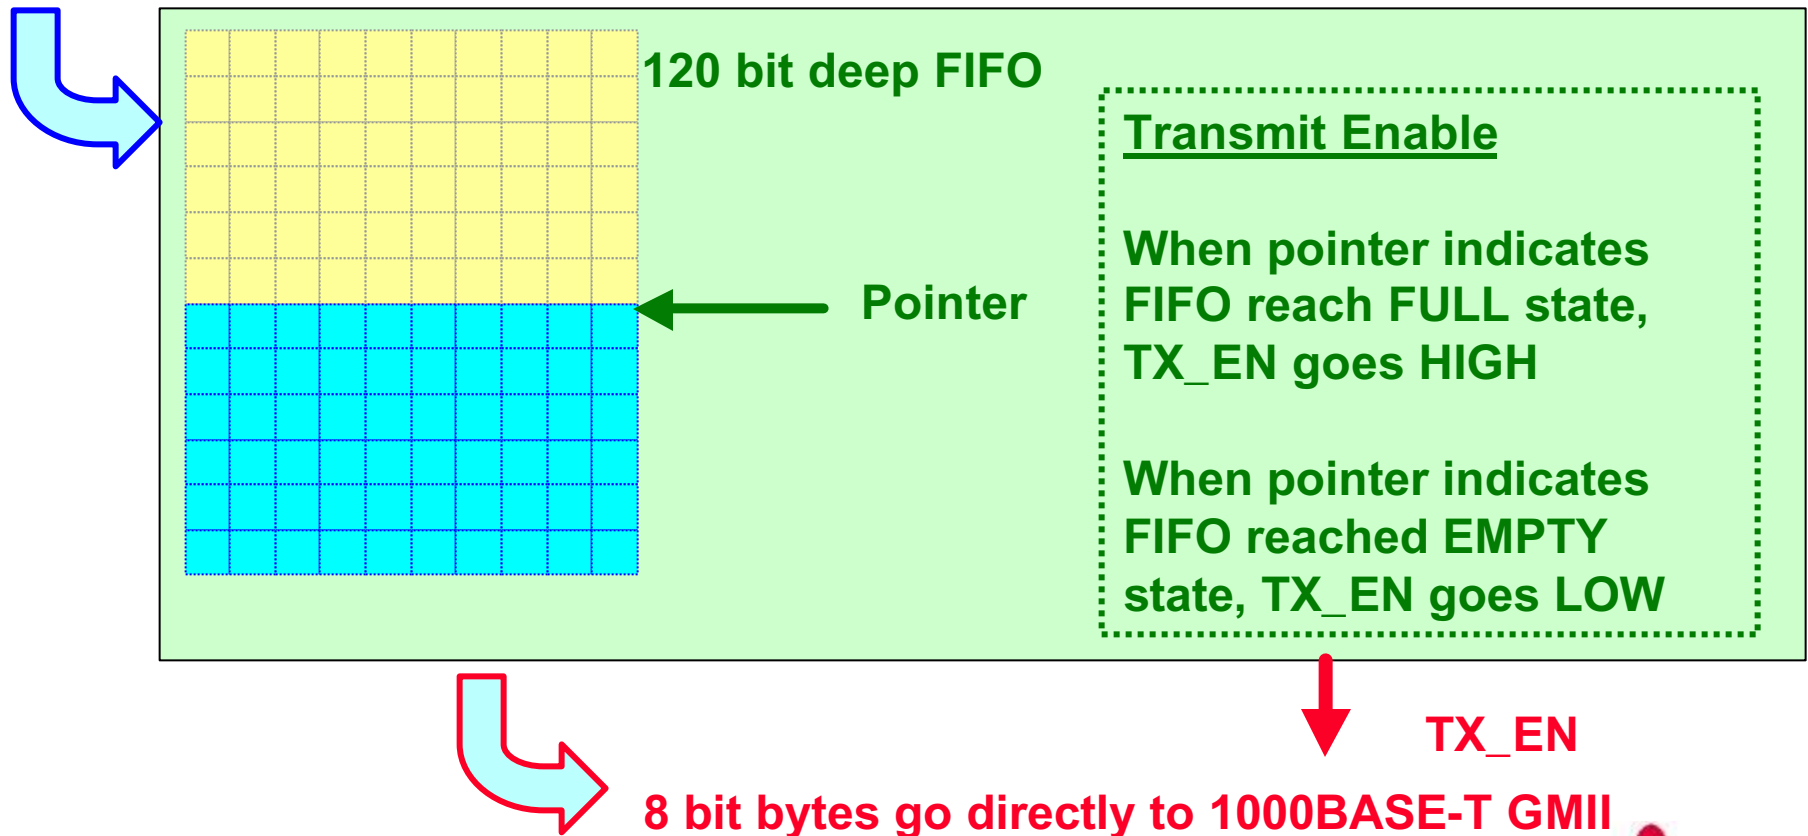 120 bit deep FIFO
Transmit Enable
When pointer indicates
FIFO reach FULL state,
TX_EN goes HIGH
Pointer
When pointer indicates
FIFO reached EMPTY
state, TX_EN goes LOW
TX_EN
8 bit bytes go directly to 1000BASE-T GMII